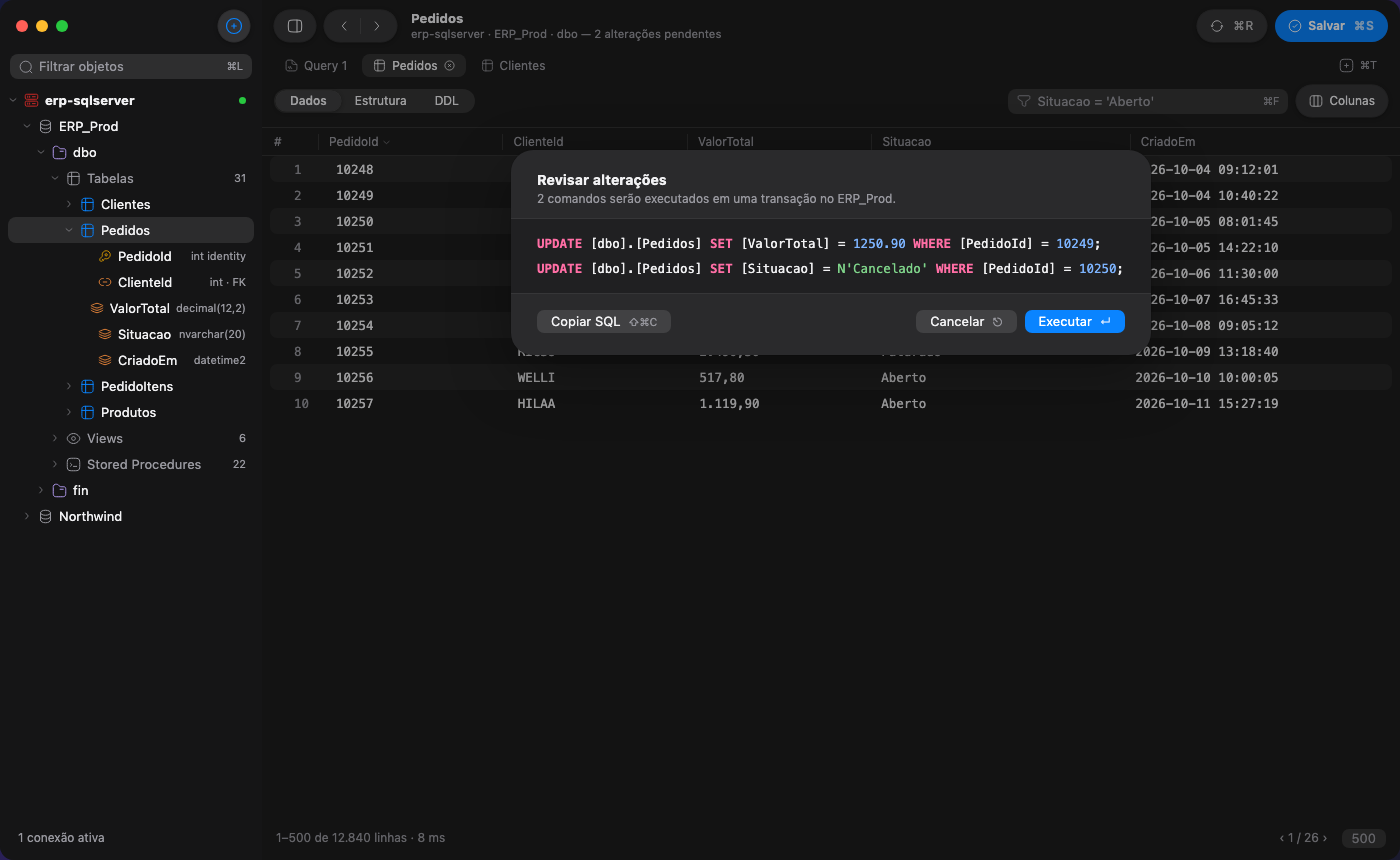 Pedidos
erp-sqlserver · ERP_Prod · dbo — 2 alterações pendentes
⌘R
Salvar ⌘S
Filtrar objetos ⌘L
Query 1
Pedidos
Clientes
⌘T
Dados
Estrutura
DDL
Situacao = 'Aberto' ⌘F
Colunas
erp-sqlserver
ERP_Prod
dbo
Tabelas 31
Clientes
Pedidos
PedidoId int identity
ClienteId int · FK
ValorTotal decimal(12,2)
Situacao nvarchar(20)
CriadoEm datetime2
PedidoItens
Produtos
Views 6
Stored Procedures 22
fin
Northwind
1 conexão ativa
# PedidoId ClienteId ValorTotal Situacao CriadoEm
1 10248 26-10-04 09:12:01
2 10249 26-10-04 10:40:22
3 10250 26-10-05 08:01:45
4 10251 26-10-05 14:22:10
5 10252 26-10-06 11:30:00
6 10253 26-10-07 16:45:33
7 10254 26-10-08 09:05:12
8 10255 2026-10-09 13:18:40
9 10256 WELLI 517,80 Aberto 2026-10-10 10:00:05
10 10257 HILAA 1.119,90 Aberto 2026-10-11 15:27:19
Revisar alterações
2 comandos serão executados em uma transação no ERP_Prod.
UPDATE [dbo].[Pedidos] SET [ValorTotal] = 1250.90 WHERE [PedidoId] = 10249;
UPDATE [dbo].[Pedidos] SET [Situacao] = N'Cancelado' WHERE [PedidoId] = 10250;
Copiar SQL ⇧⌘C
Cancelar
Executar ↵
1–500 de 12.840 linhas · 8 ms
‹ 1 / 26 ›
500